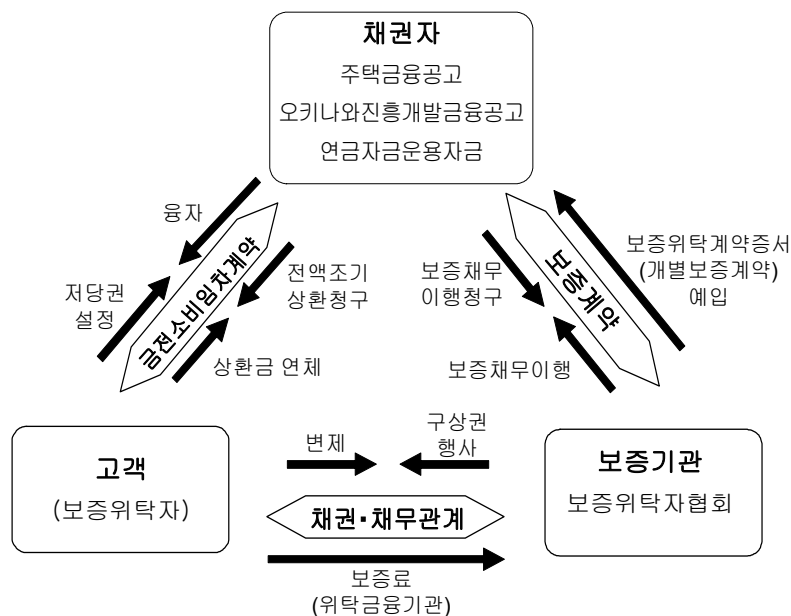 채권자
주택금융공고
오키나와진흥개발금융공고
연금자금운용자금
융자
저당권
설정
금전소비임차계약
전액조기
상환청구
상환금 연체
보증채무
이행청구
보증계약
보증채무이행
보증위탁계약증서
(개별보증계약)
예입
고객
(보증위탁자)
변제
구상권
행사
채권·채무관계
보증료
(위탁금융기관)
보증기관
보증위탁자협회